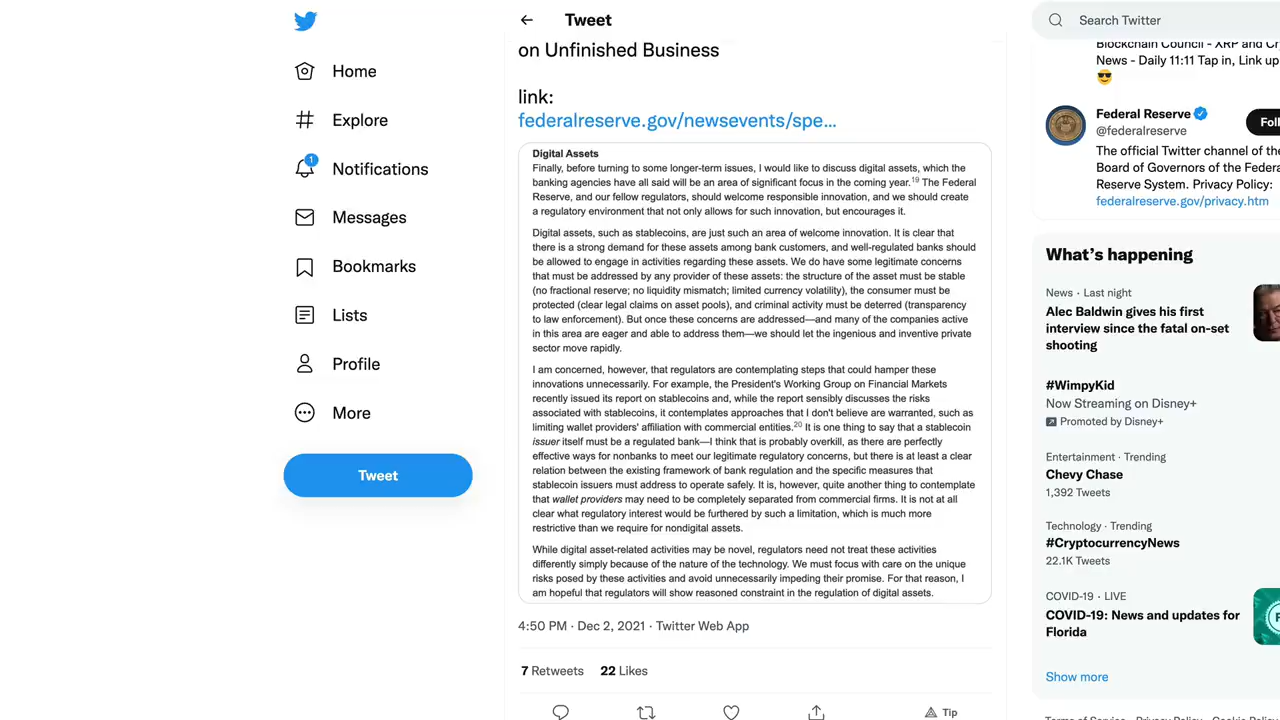 Home
Explore
1
Notifications
Messages
Bookmarks
Lists
Profile
More
Tweet
Tweet
on Unfinished Business
link:
federalreserve.gov/newsevents/spe...
Digital Assets
Finally, before turning to some longer-term issues, I would like to discuss digital assets, which the
banking agencies have all said will be an area of significant focus in the coming year.19 The Federal
Reserve, and our fellow regulators, should welcome responsible innovation, and we should create
a regulatory environment that not only allows for such innovation, but encourages it.
Digital assets, such as stablecoins, are just such an area of welcome innovation. It is clear that
there is a strong demand for these assets among bank customers, and well-regulated banks should
be allowed to engage in activities regarding these assets. We do have some legitimate concerns
that must be addressed by any provider of these assets: the structure of the asset must be stable
(no fractional reserve; no liquidity mismatch; limited currency volatility), the consumer must be
protected (clear legal claims on asset pools), and criminal activity must be deterred (transparency
to law enforcement). But once these concerns are addressed—and many of the companies active
in this area are eager and able to address them—we should let the ingenious and inventive private
sector move rapidly.
I am concerned, however, that regulators are contemplating steps that could hamper these
innovations unnecessarily. For example, the President's Working Group on Financial Markets
recently issued its report on stablecoins and, while the report sensibly discusses the risks
associated with stablecoins, it contemplates approaches that I don't believe are warranted, such as
limiting wallet providers' affiliation with commercial entities.20 It is one thing to say that a stablecoin
issuer itself must be a regulated bank—I think that is probably overkill, as there are perfectly
effective ways for nonbanks to meet our legitimate regulatory concerns, but there is at least a clear
relation between the existing framework of bank regulation and the specific measures that
stablecoin issuers must address to operate safely. It is, however, quite another thing to contemplate
that wallet providers may need to be completely separated from commercial firms. It is not at all
clear what regulatory interest would be furthered by such a limitation, which is much more
restrictive than we require for nondigital assets.
While digital asset-related activities may be novel, regulators need not treat these activities
differently simply because of the nature of the technology. We must focus with care on the unique
risks posed by these activities and avoid unnecessarily impeding their promise. For that reason, I
am hopeful that regulators will show reasoned constraint in the regulation of digital assets.
4:50 PM · Dec 2, 2021 · Twitter Web App
7 Retweets 22 Likes
Tip
Search Twitter
Blockchain Council - XRP and Cr
News - Daily 11:11 Tap in, Link up
Federal Reserve
@federalreserve
Foll
The official Twitter channel of the
Board of Governors of the Federa
Reserve System. Privacy Policy:
federalreserve.gov/privacy.htm
What's happening
News · Last night
Alec Baldwin gives his first
interview since the fatal on-set
shooting
#WimpyKid
Now Streaming on Disney+
Promoted by Disney+
Entertainment · Trending
Chevy Chase
1,392 Tweets
Technology · Trending
#CryptocurrencyNews
22.1K Tweets
COVID-19 · LIVE
COVID-19: News and updates for
Florida
Show more
Terms of Service Privacy Policy Cookie Policy